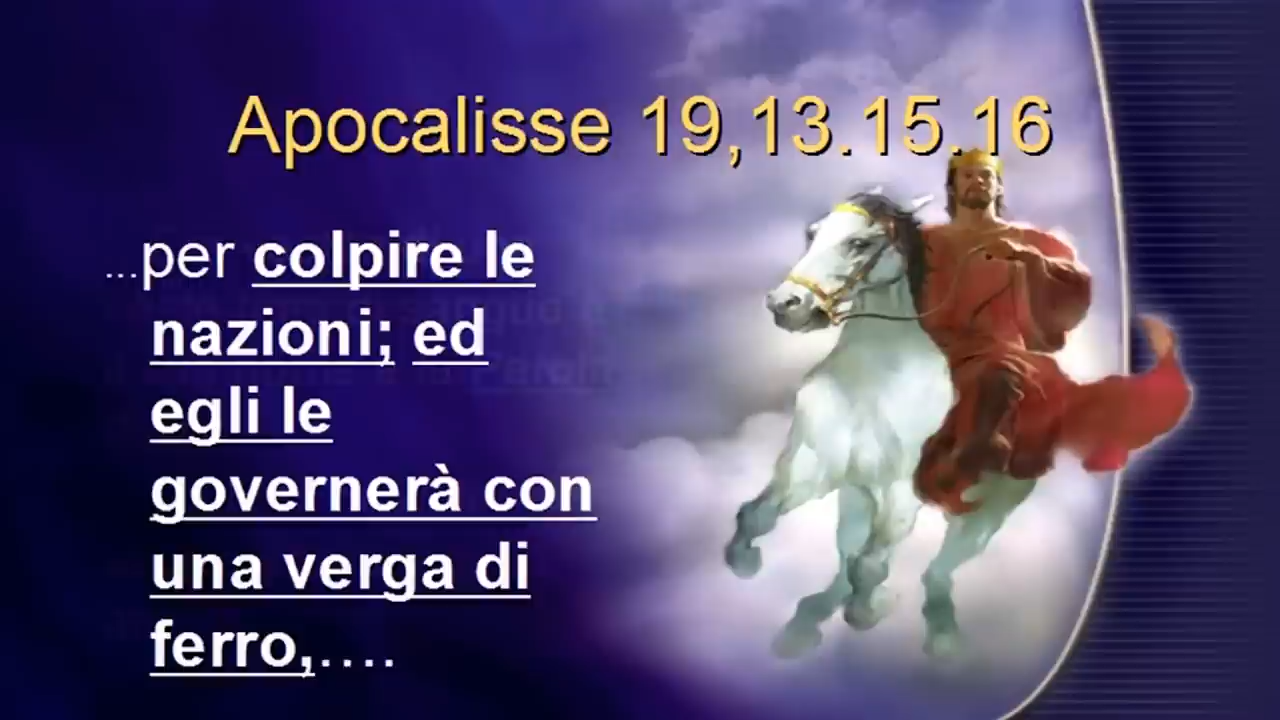 Apocalisse 19,13.15.16
...per colpire le
nazioni; ed
egli le
governerà con
una verga di
ferro,....